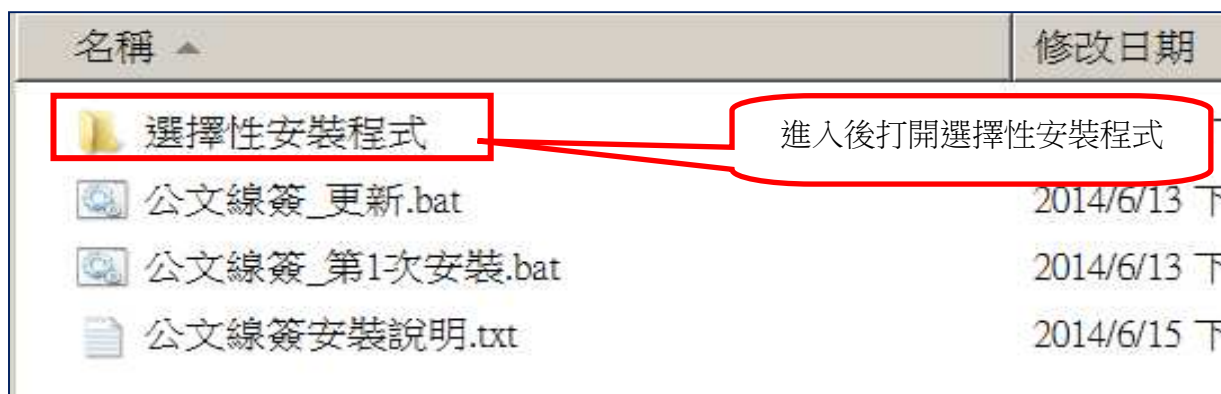 名稱 修改日期
選擇性安裝程式 進入後打開選擇性安裝程式
公文線簽_更新.bat 2014/6/13 下
公文線簽_第1次安裝.bat 2014/6/13 下
公文線簽安裝說明.txt 2014/6/15 下